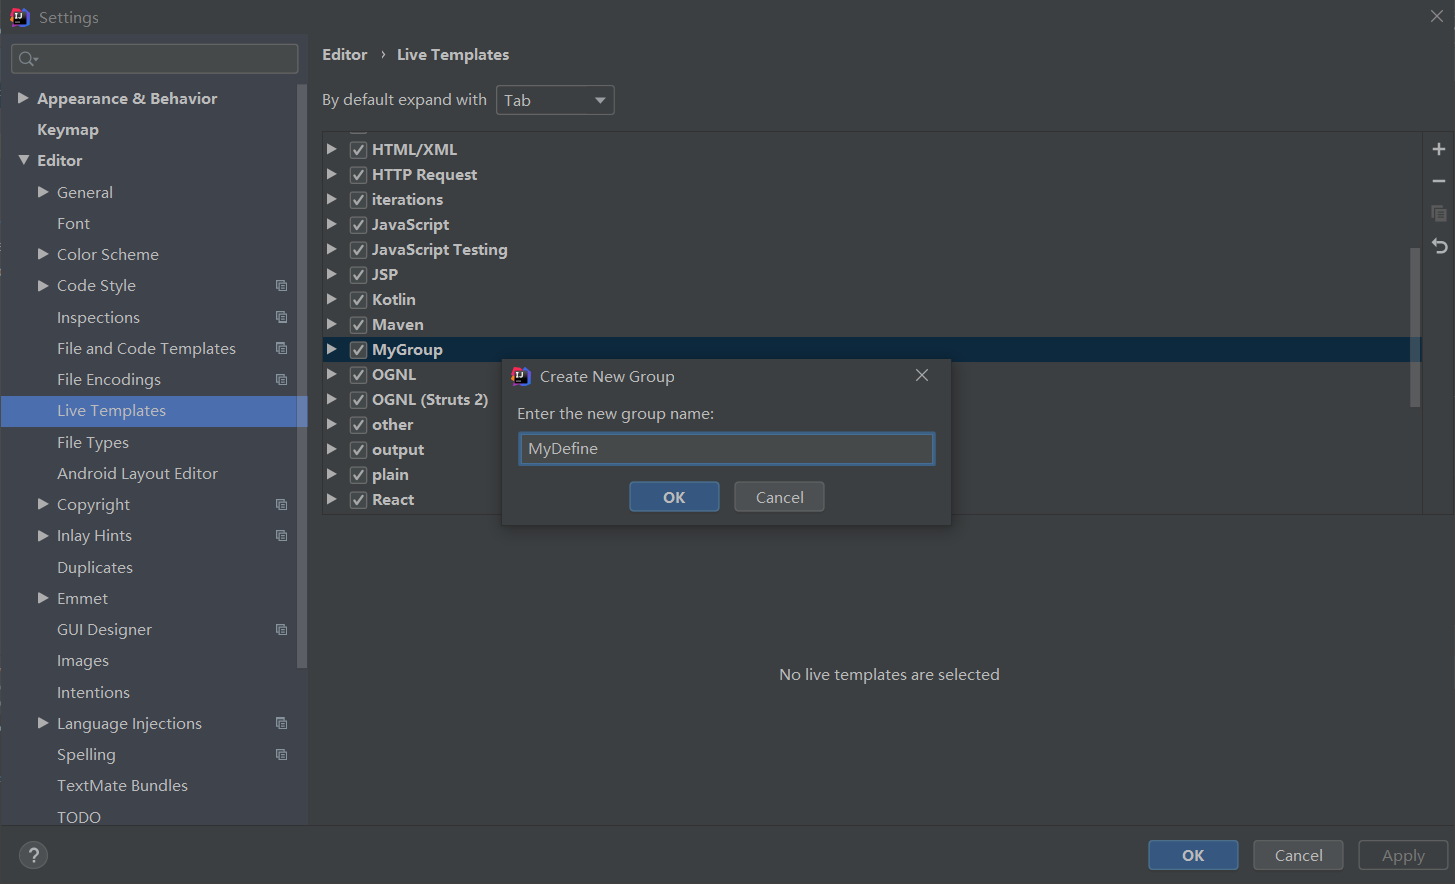 Settings
Editor › Live Templates
By default expand with Tab
Appearance & Behavior
Keymap
Editor
General
Font
Color Scheme
Code Style
Inspections
File and Code Templates
File Encodings
Live Templates
File Types
Android Layout Editor
Copyright
Inlay Hints
Duplicates
Emmet
GUI Designer
Images
Intentions
Language Injections
Spelling
TextMate Bundles
TODO
HTML/XML
HTTP Request
iterations
JavaScript
JavaScript Testing
JSP
Kotlin
Maven
MyGroup
OGNL
OGNL (Struts 2)
other
output
plain
React
Create New Group
Enter the new group name:
MyDefine
OK Cancel
No live templates are selected
? OK Cancel Apply